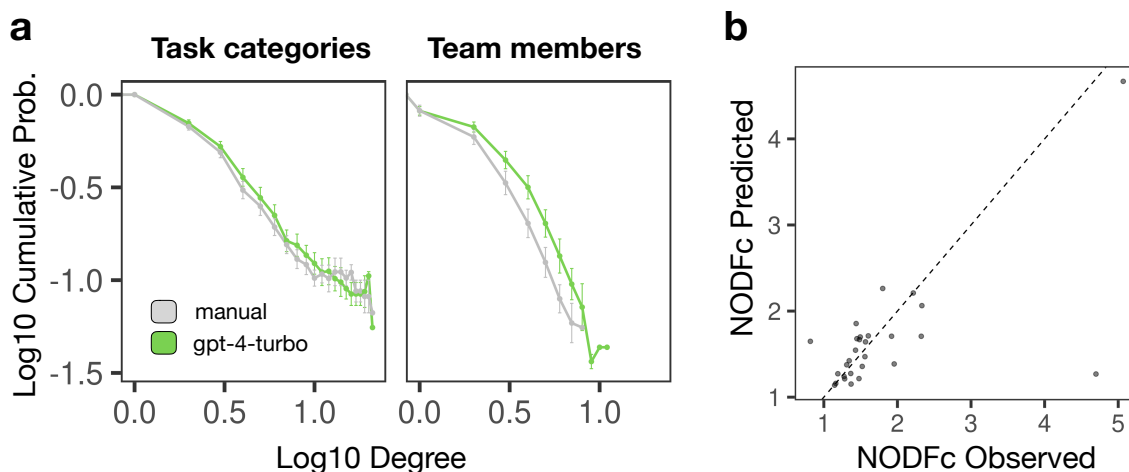 a
Task categories Team members
Log10 Cumulative Prob.
0.0
-0.5
-1.0
-1.5
manual
gpt-4-turbo
0.0 0.5 1.0 0.0 0.5 1.0
Log10 Degree
b
NODFc Predicted
4
3
2
1
1 2 3 4 5
NODFc Observed